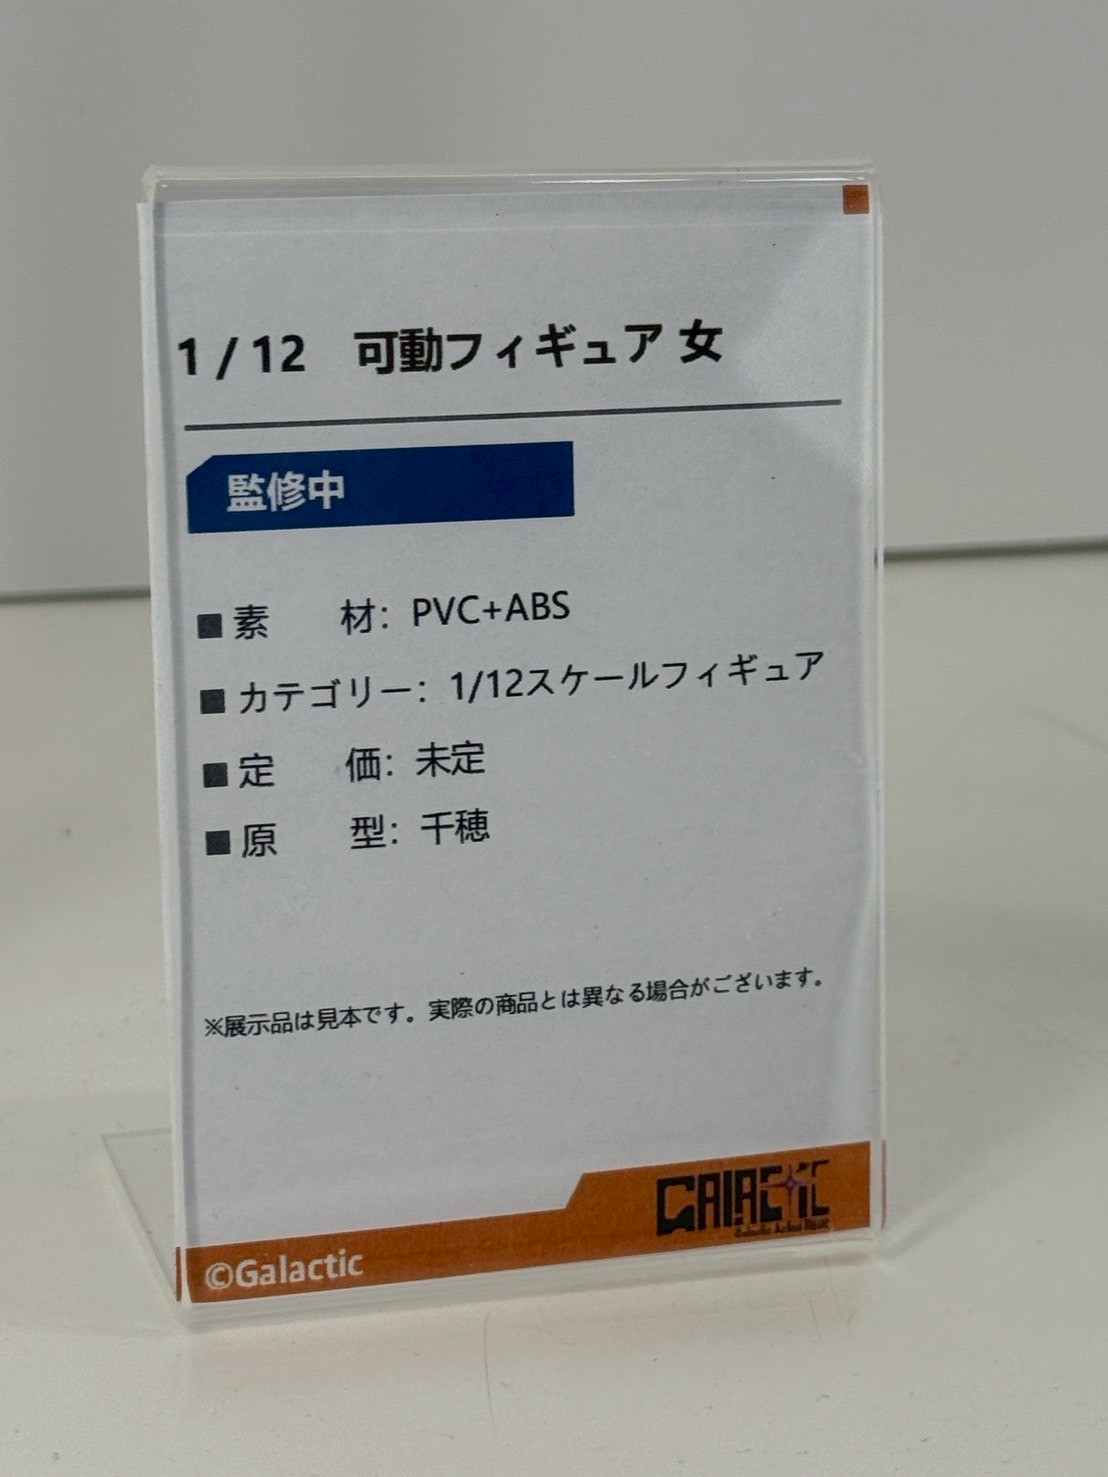 1/12 可動フィギュア 女
監修中
■素 材：PVC+ABS
■カテゴリー：1/12スケールフィギュア
■定 価：未定
■原 型：千穂
※展示品は見本です。実際の商品とは異なる場合がございます。
GALACTIC
©Galactic